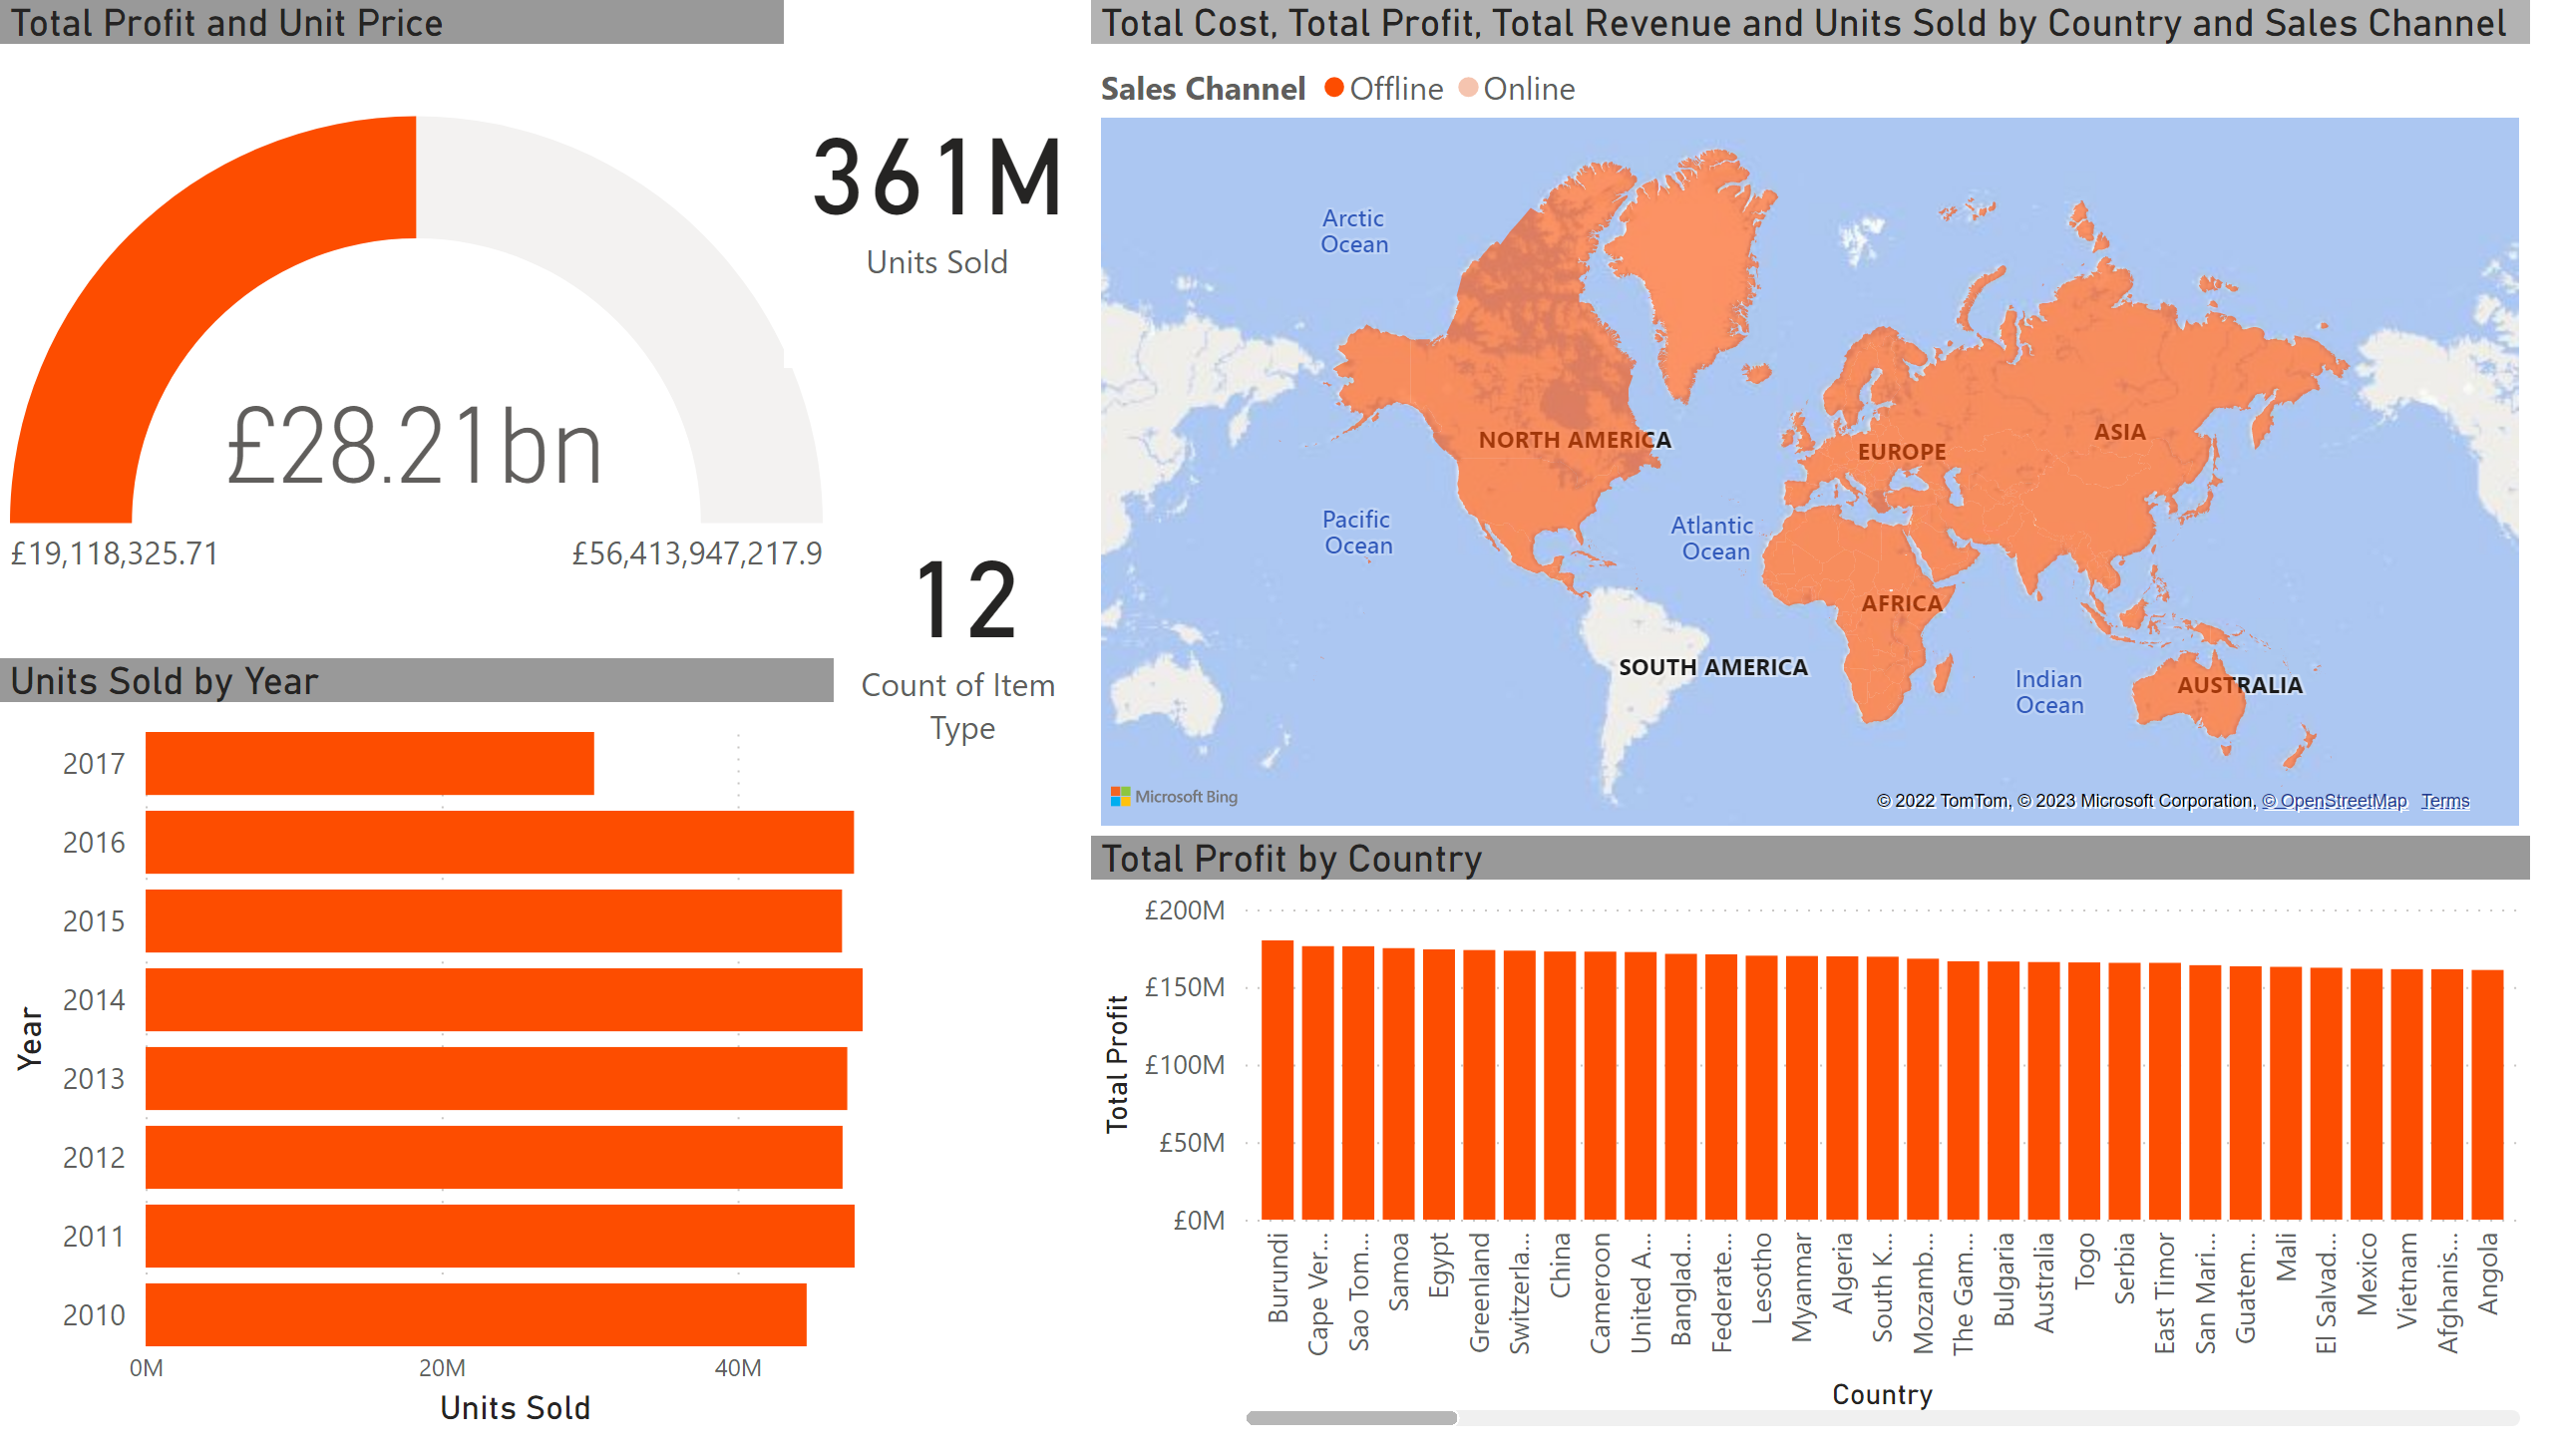 Total Profit and Unit Price
£28.21bn
£19,118,325.71
£56,413,947,217.9
361M
Units Sold
12
Count of Item
Type
Units Sold by Year
Year
2017
2016
2015
2014
2013
2012
2011
2010
0M
20M
40M
Units Sold
Total Cost, Total Profit, Total Revenue and Units Sold by Country and Sales Channel
Sales Channel Offline Online
Arctic
Ocean
NORTH AMERICA
EUROPE
ASIA
Pacific
Ocean
Atlantic
Ocean
AFRICA
SOUTH AMERICA
Indian
Ocean
AUSTRALIA
Microsoft Bing
© 2022 TomTom, © 2023 Microsoft Corporation, © OpenStreetMap Terms
Total Profit by Country
Total Profit
£200M
£150M
£100M
£50M
£0M
Burundi
Cape Ver...
Sao Tom...
Samoa
Egypt
Greenland
Switzerla...
China
Cameroon
United A...
Banglad...
Federate...
Lesotho
Myanmar
Algeria
South K...
Mozamb...
The Gam...
Bulgaria
Australia
Togo
Serbia
East Timor
San Mari...
Guatem...
Mali
El Salvad...
Mexico
Vietnam
Afghanis...
Angola
Country